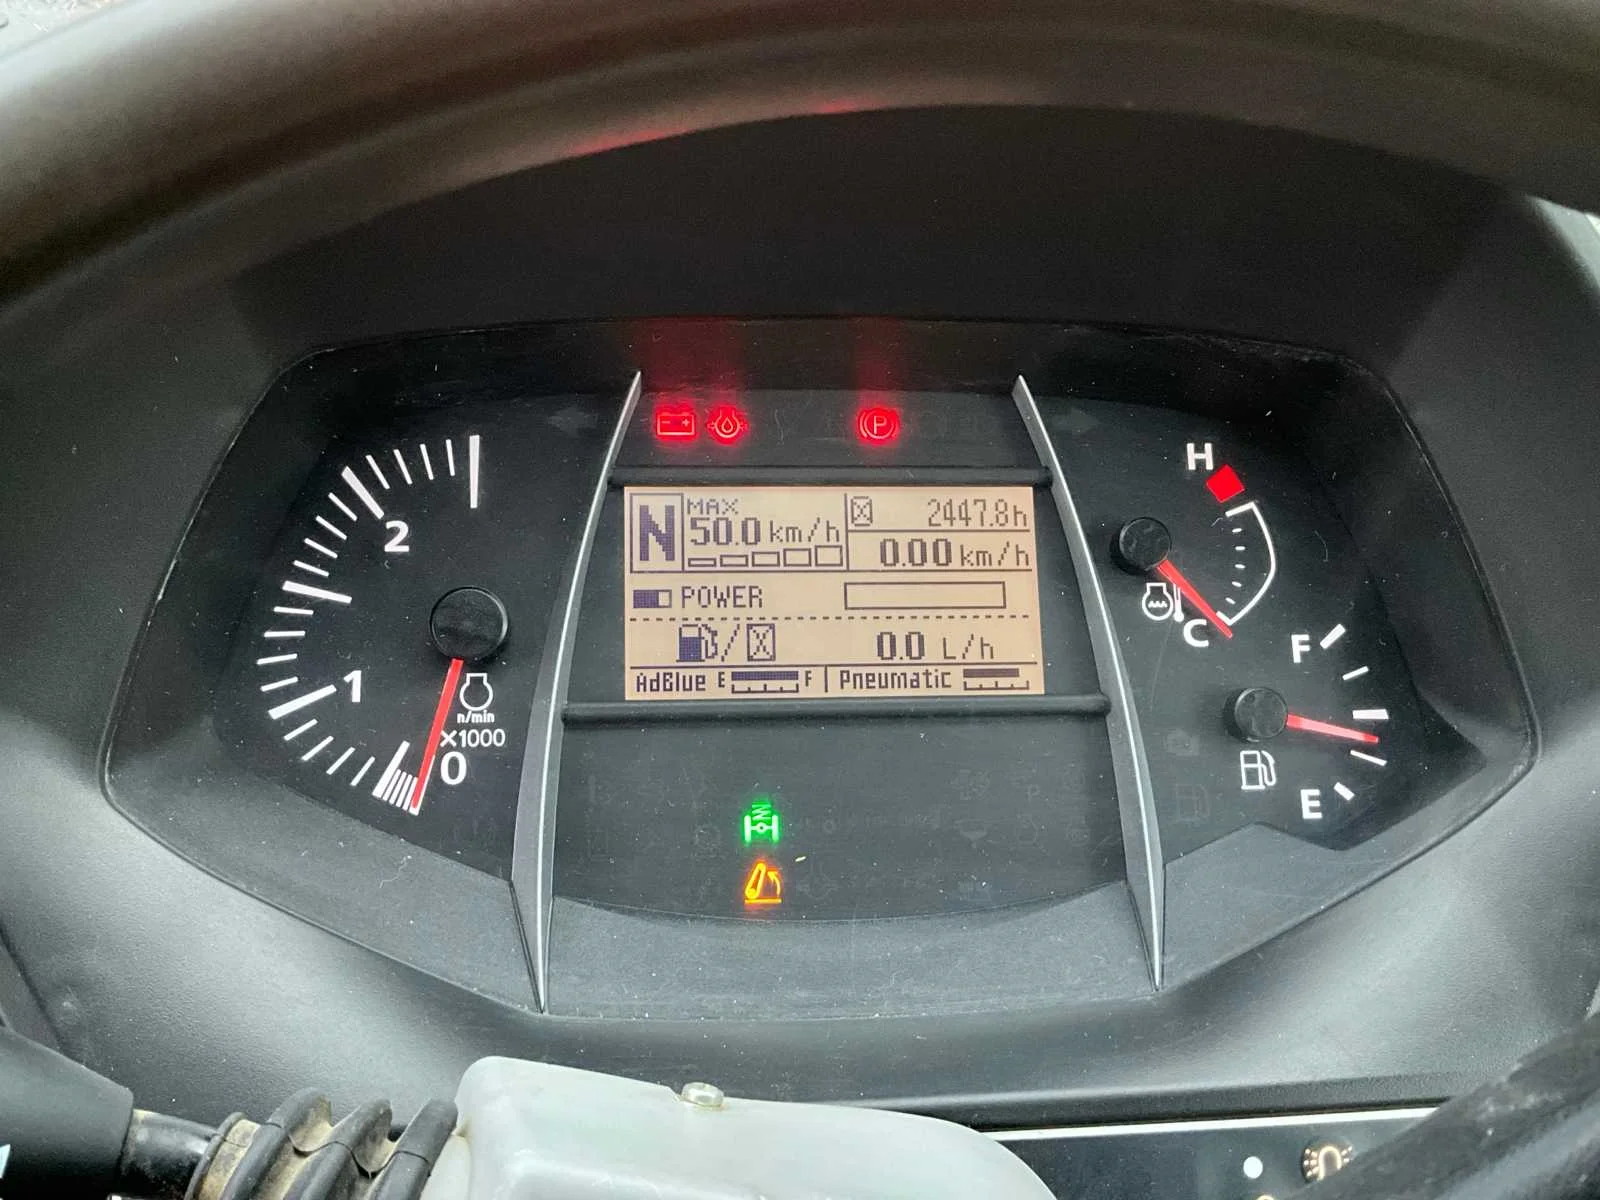 P
N
MAX
50.0 km/h
2447.8h
0.00 km/h
POWER
/
0.0 L/h
AdBlue E F | Pneumatic
2
1
n/min
×1000
0
H
C
F
E